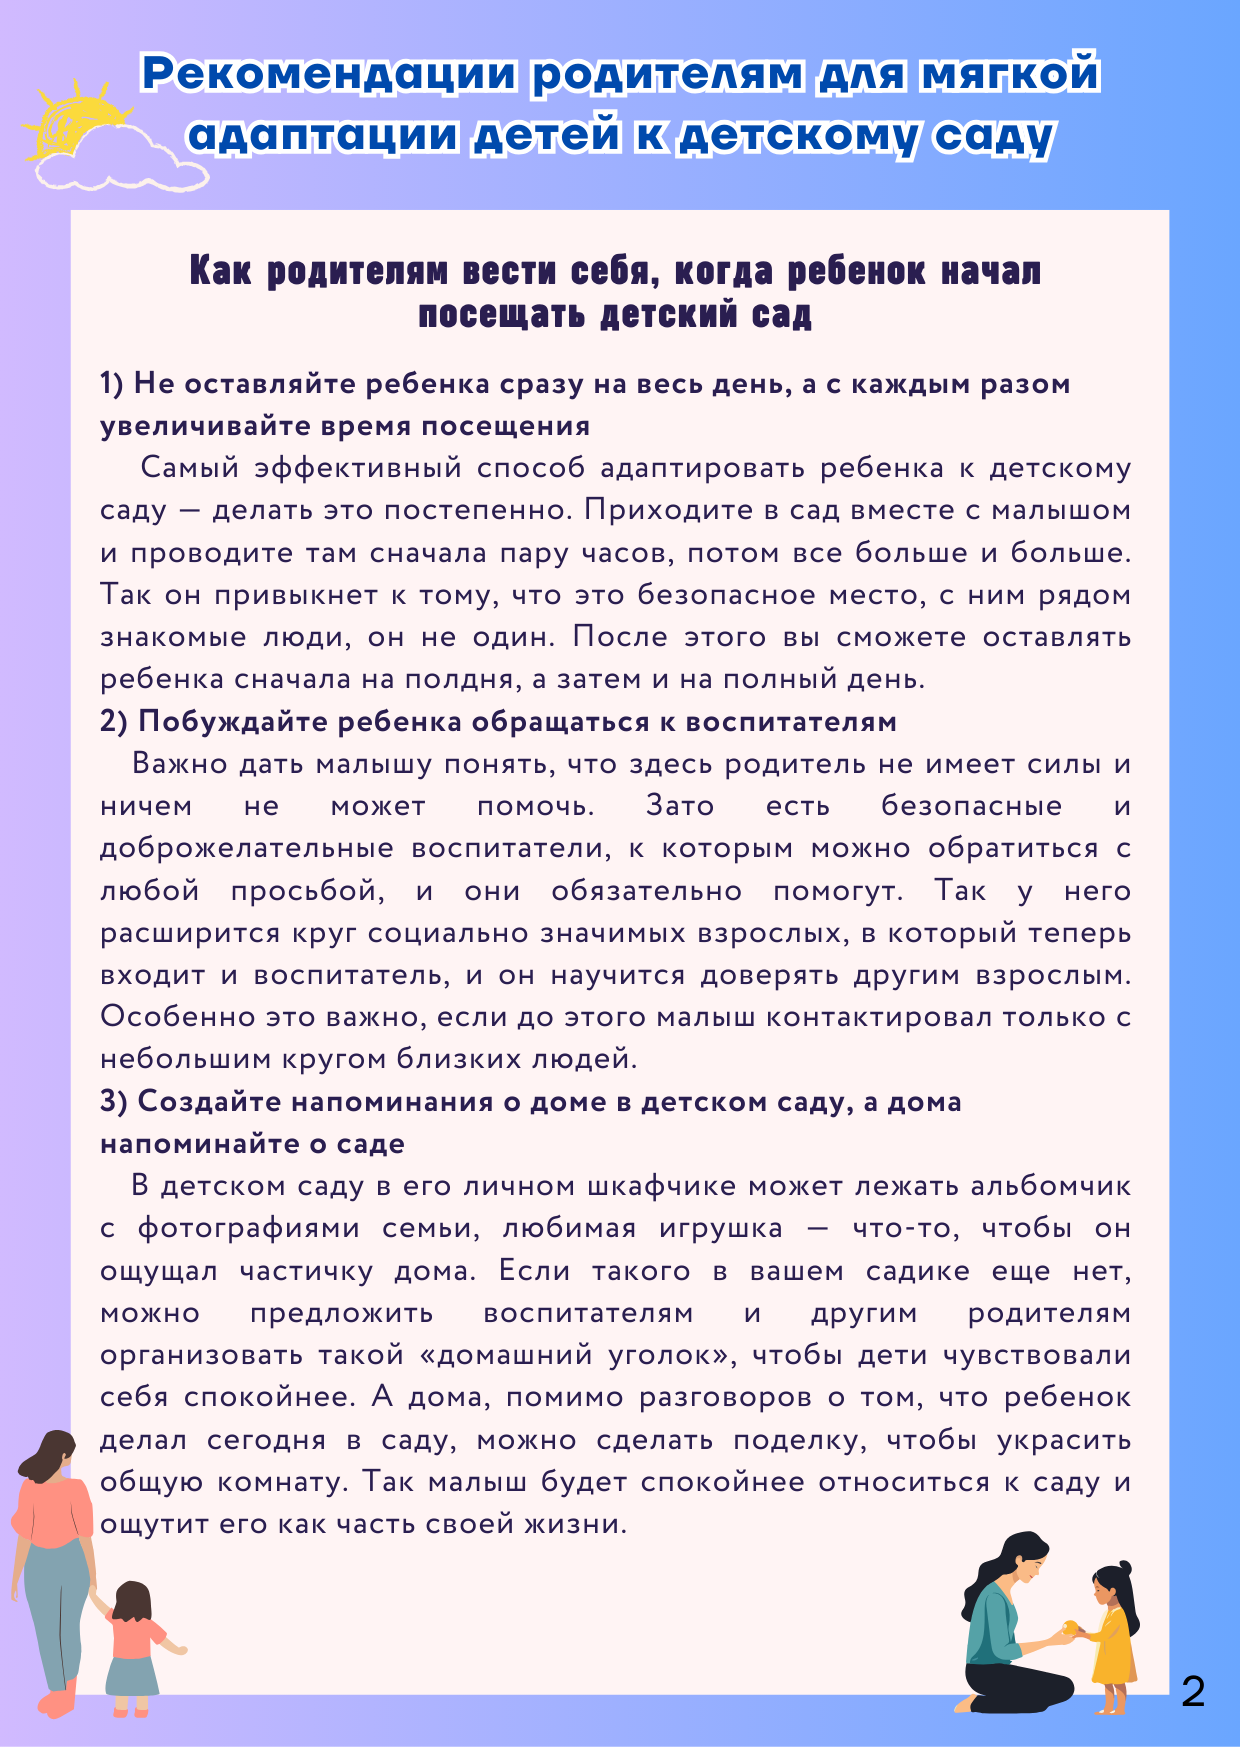 Рекомендации родителям для мягкой
адаптации детей к детскому саду
Как родителям вести себя, когда ребенок начал
посещать детский сад
1) Не оставляйте ребенка сразу на весь день, а с каждым разом
увеличивайте время посещения
Самый эффективный способ адаптировать ребенка к детскому
саду — делать это постепенно. Приходите в сад вместе с малышом
и проводите там сначала пару часов, потом все больше и больше.
Так он привыкнет к тому, что это безопасное место, с ним рядом
знакомые люди, он не один. После этого вы сможете оставлять
ребенка сначала на полдня, а затем и на полный день.
2) Побуждайте ребенка обращаться к воспитателям
Важно дать малышу понять, что здесь родитель не имеет силы и
ничем не может помочь. Зато есть безопасные и
доброжелательные воспитатели, к которым можно обратиться с
любой просьбой, и они обязательно помогут. Так у него
расширится круг социально значимых взрослых, в который теперь
входит и воспитатель, и он научится доверять другим взрослым.
Особенно это важно, если до этого малыш контактировал только с
небольшим кругом близких людей.
3) Создайте напоминания о доме в детском саду, а дома
напоминайте о саде
В детском саду в его личном шкафчике может лежать альбомчик
с фотографиями семьи, любимая игрушка — что-то, чтобы он
ощущал частичку дома. Если такого в вашем садике еще нет,
можно предложить воспитателям и другим родителям
организовать такой «домашний уголок», чтобы дети чувствовали
себя спокойнее. А дома, помимо разговоров о том, что ребенок
делал сегодня в саду, можно сделать поделку, чтобы украсить
общую комнату. Так малыш будет спокойнее относиться к саду и
ощутит его как часть своей жизни.
2